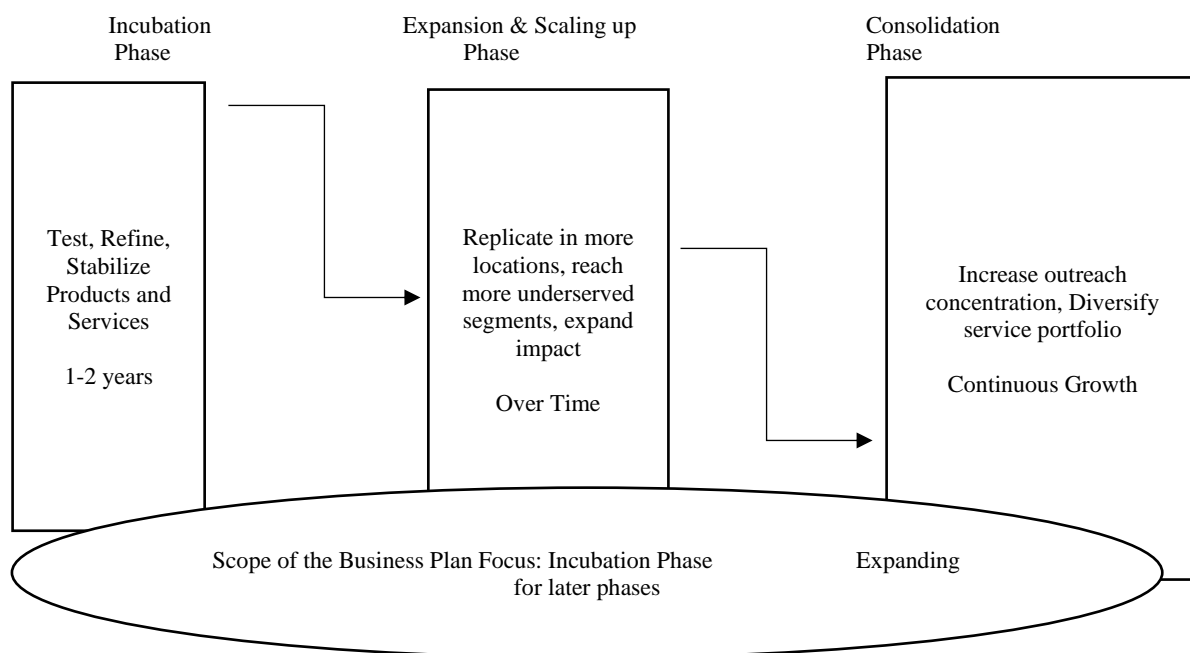 Incubation
Phase
Expansion & Scaling up
Phase
Consolidation
Phase
Test, Refine,
Stabilize
Products and
Services
1-2 years
Replicate in more
locations, reach
more underserved
segments, expand
impact
Over Time
Increase outreach
concentration, Diversify
service portfolio
Continuous Growth
Scope of the Business Plan Focus: Incubation Phase Expanding
for later phases